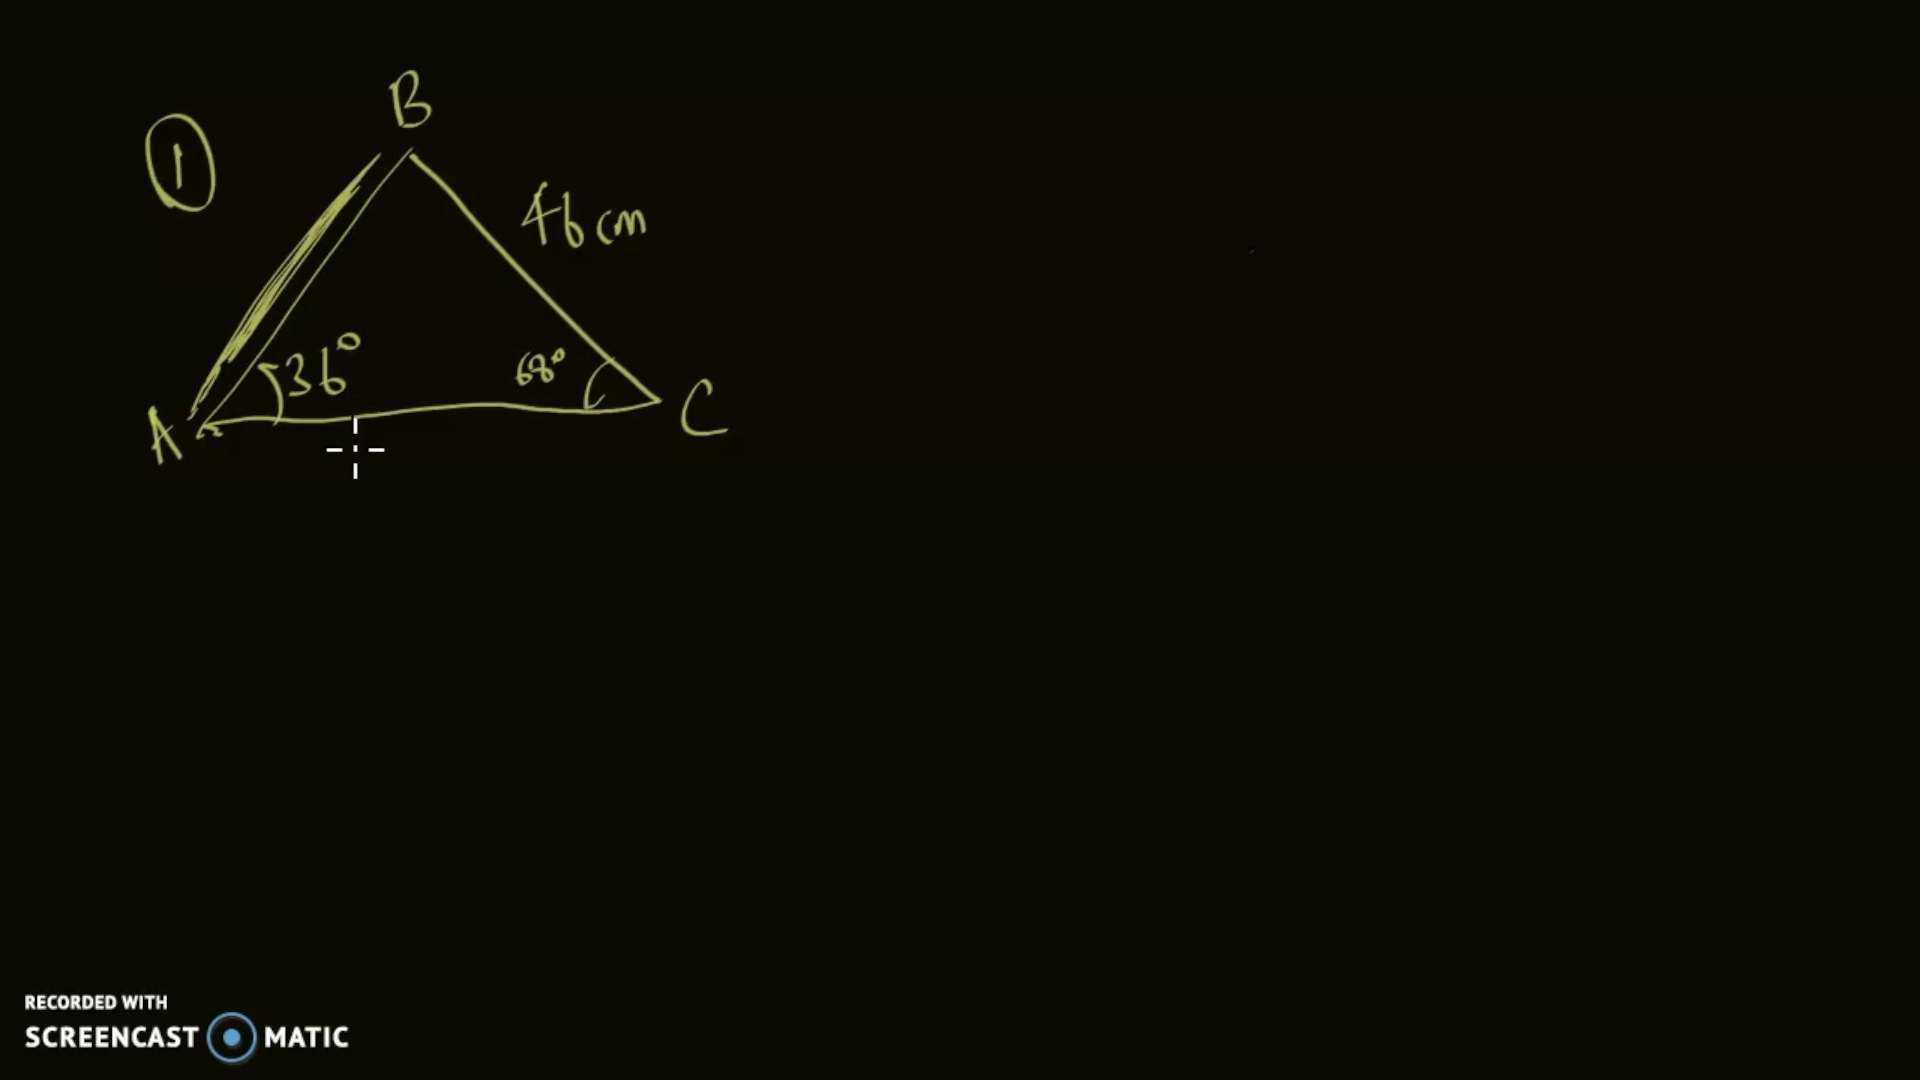 B
1
46 cm
36°
68°
A
C
RECORDED WITH
SCREENCAST MATIC